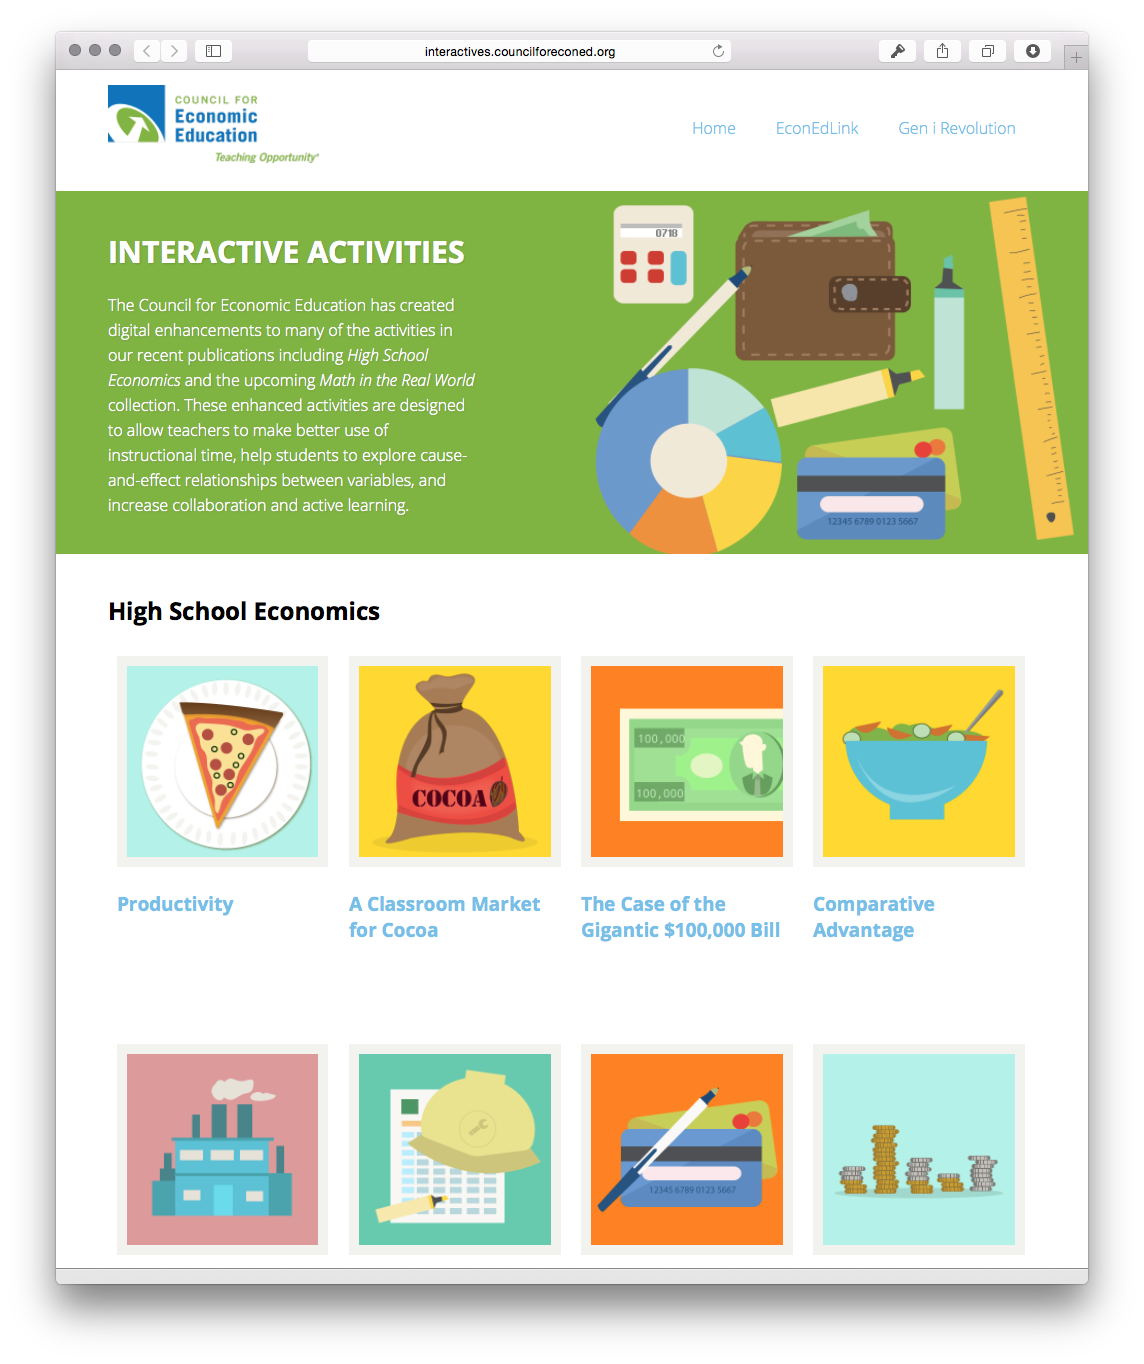 interactives.councilforeconed.org
COUNCIL FOR
Economic
Education
Teaching Opportunity®
Home
EconEdLink
Gen i Revolution
INTERACTIVE ACTIVITIES
The Council for Economic Education has created
digital enhancements to many of the activities in
our recent publications including High School
Economics and the upcoming Math in the Real World
collection. These enhanced activities are designed
to allow teachers to make better use of
instructional time, help students to explore cause-
and-effect relationships between variables, and
increase collaboration and active learning.
0718
12345 6789 0123 5667
High School Economics
COCOA
100,000
100,000
Productivity
A Classroom Market
for Cocoa
The Case of the
Gigantic $100,000 Bill
Comparative
Advantage
12345 6789 0123 5667